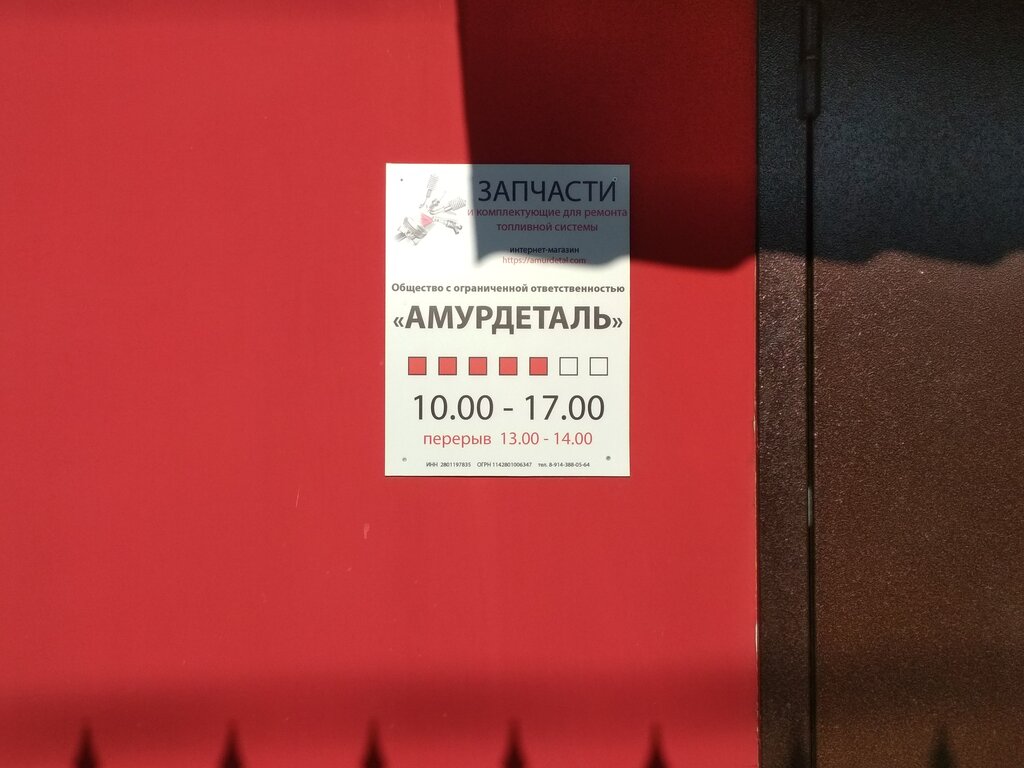 ЗАПЧАСТИ
и комплектующие для ремонта
топливной системы
интернет-магазин
https://amurdetal.com
Общество с ограниченной ответственностью
«АМУРДЕТАЛЬ»
10.00 - 17.00
перерыв 13.00 - 14.00
ИНН 2801197835 ОГРН 1142801006347 тел. 8-914-388-05-64